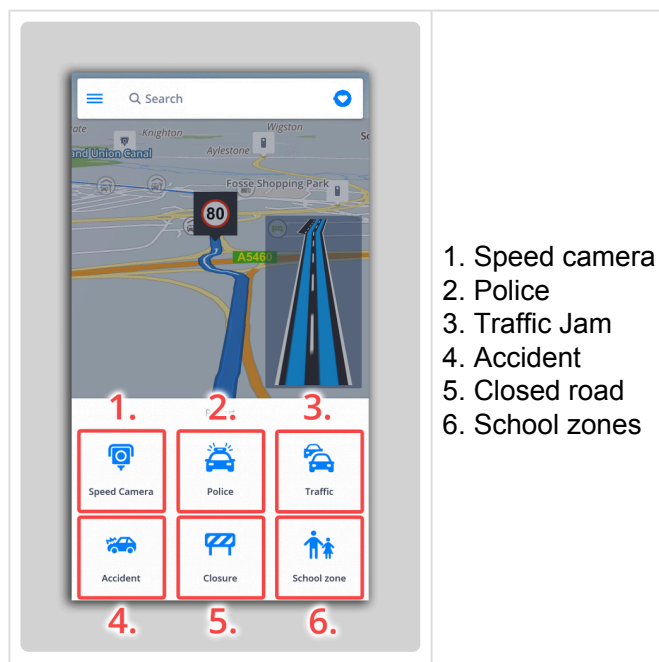 Search
Knighton
Wigston
and Union Canal
Aylestone
Fosse Shopping Park
80
A5460
1.
2.
3.
Speed Camera
Police
Traffic
Accident
Closure
School zone
4.
5.
6.
1. Speed camera
2. Police
3. Traffic Jam
4. Accident
5. Closed road
6. School zones